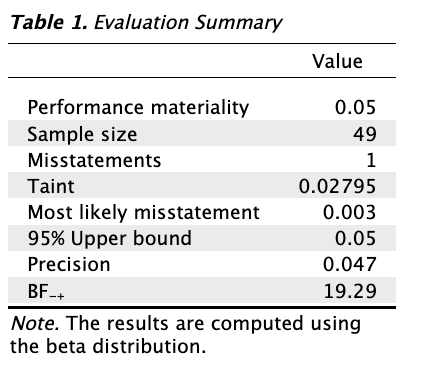 Table 1. Evaluation Summary
Value
Performance materiality 0.05
Sample size 49
Misstatements 1
Taint 0.02795
Most likely misstatement 0.003
95% Upper bound 0.05
Precision 0.047
BF₋₊ 19.29
Note. The results are computed using
the beta distribution.